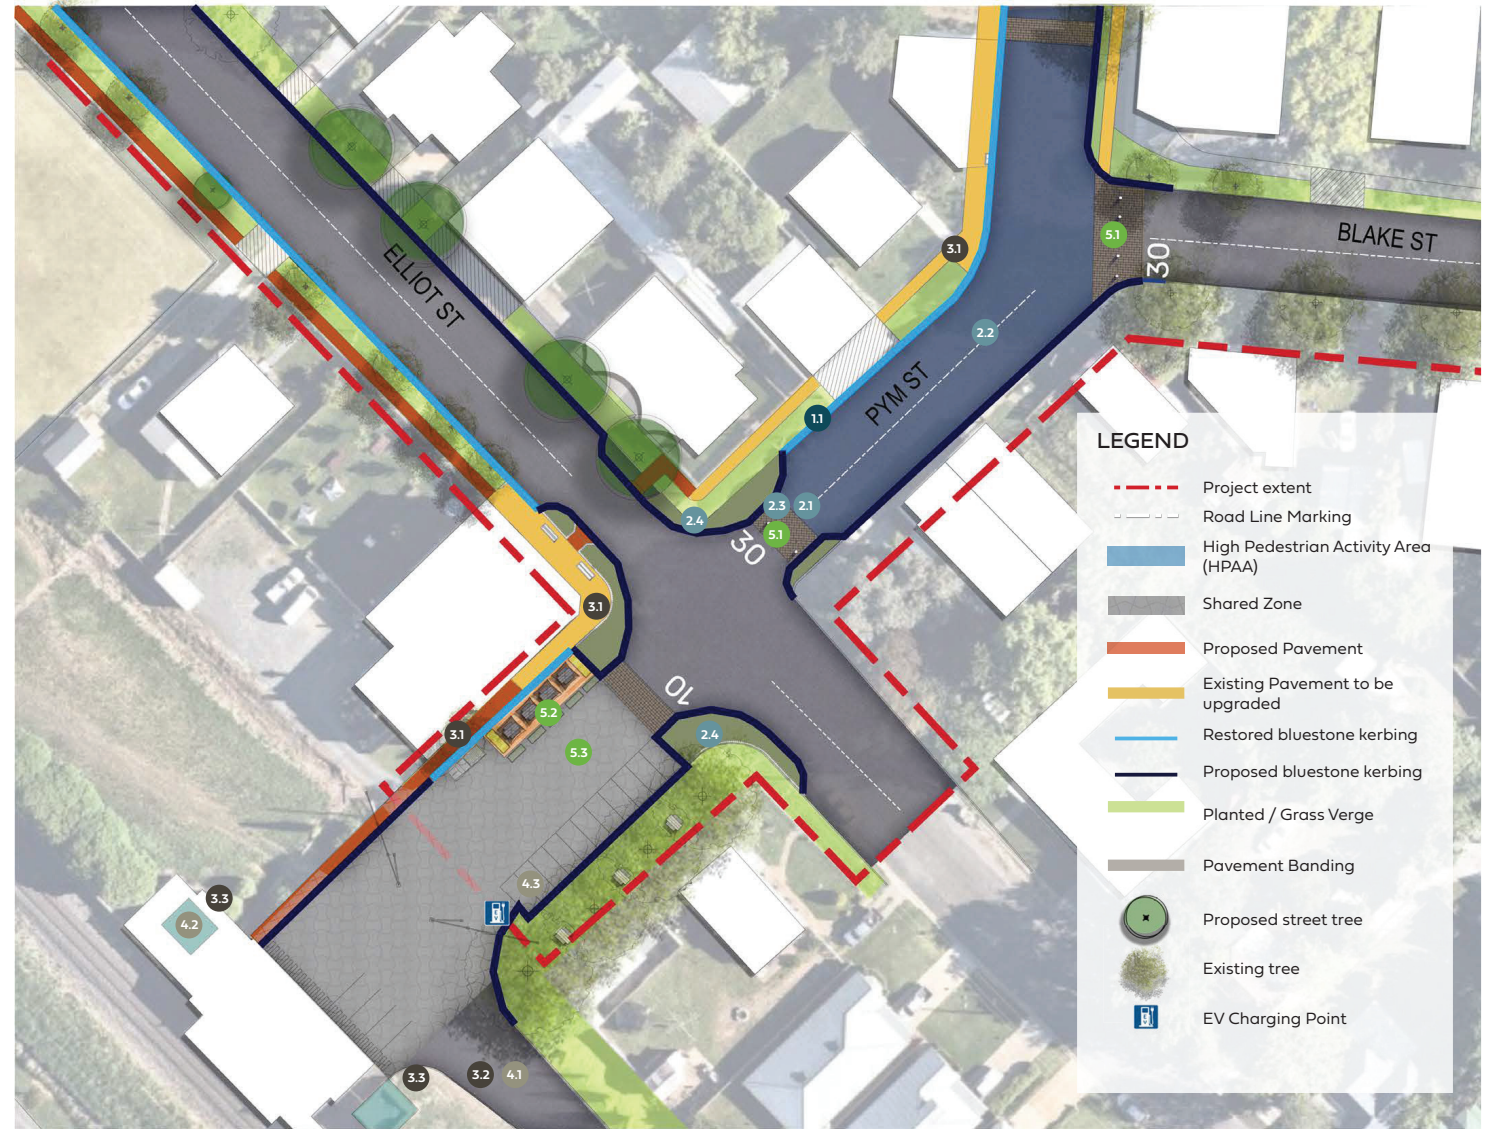 ELLIOT ST
BLAKE ST
PYM ST
5.1
30
3.1
2.2
1.1
2.3
2.1
2.4
5.1
30
3.1
10
5.2
3.1
2.4
5.3
4.3
3.3
4.2
3.3
3.2
4.1
LEGEND
Project extent
Road Line Marking
High Pedestrian Activity Area
(HPAA)
Shared Zone
Proposed Pavement
Existing Pavement to be
upgraded
Restored bluestone kerbing
Proposed bluestone kerbing
Planted / Grass Verge
Pavement Banding
Proposed street tree
Existing tree
EV Charging Point